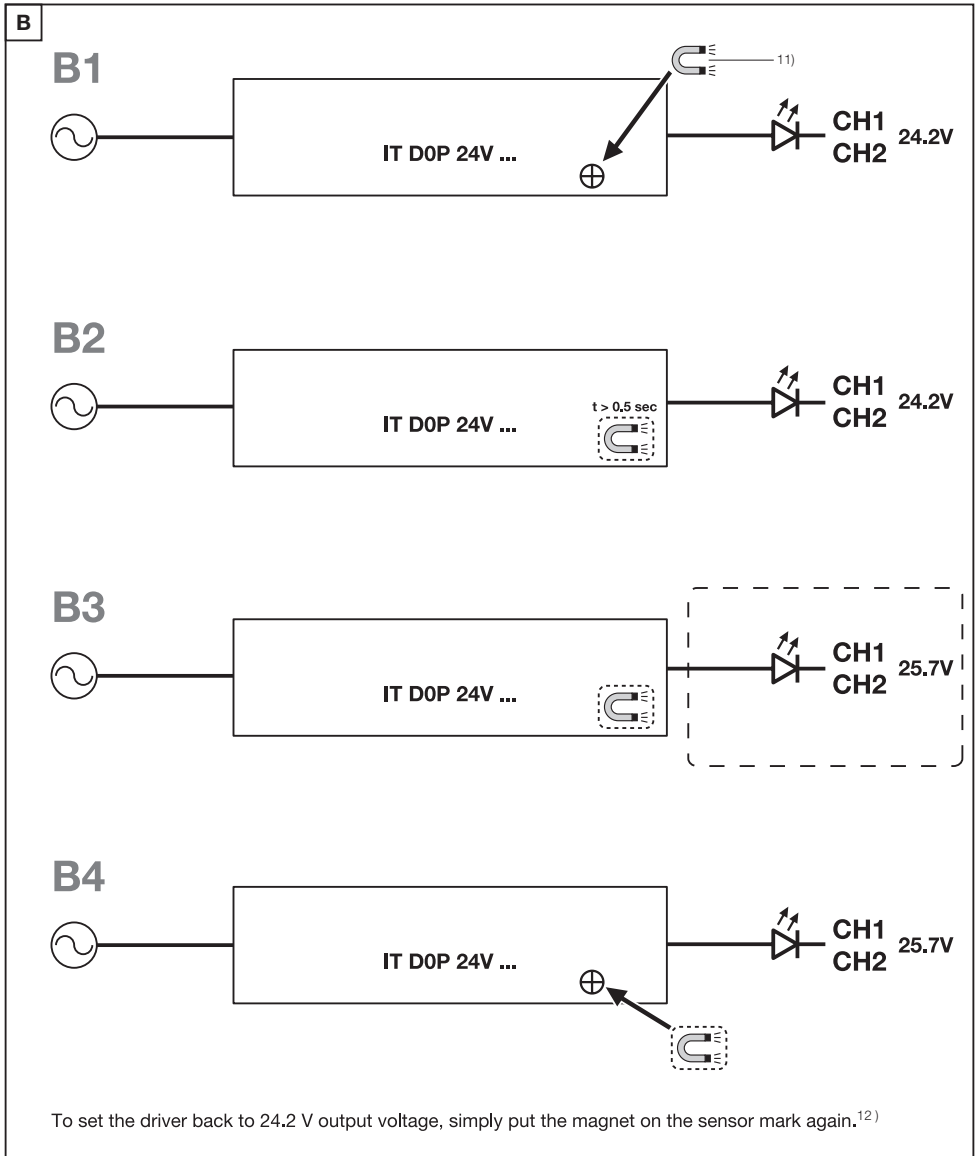 B
B1
11)
IT D0P 24V ...
CH1
CH2
24.2V
B2
t > 0.5 sec
IT D0P 24V ...
CH1
CH2
24.2V
B3
IT D0P 24V ...
CH1
CH2
25.7V
B4
IT D0P 24V ...
CH1
CH2
25.7V
To set the driver back to 24.2 V output voltage, simply put the magnet on the sensor mark again.12)